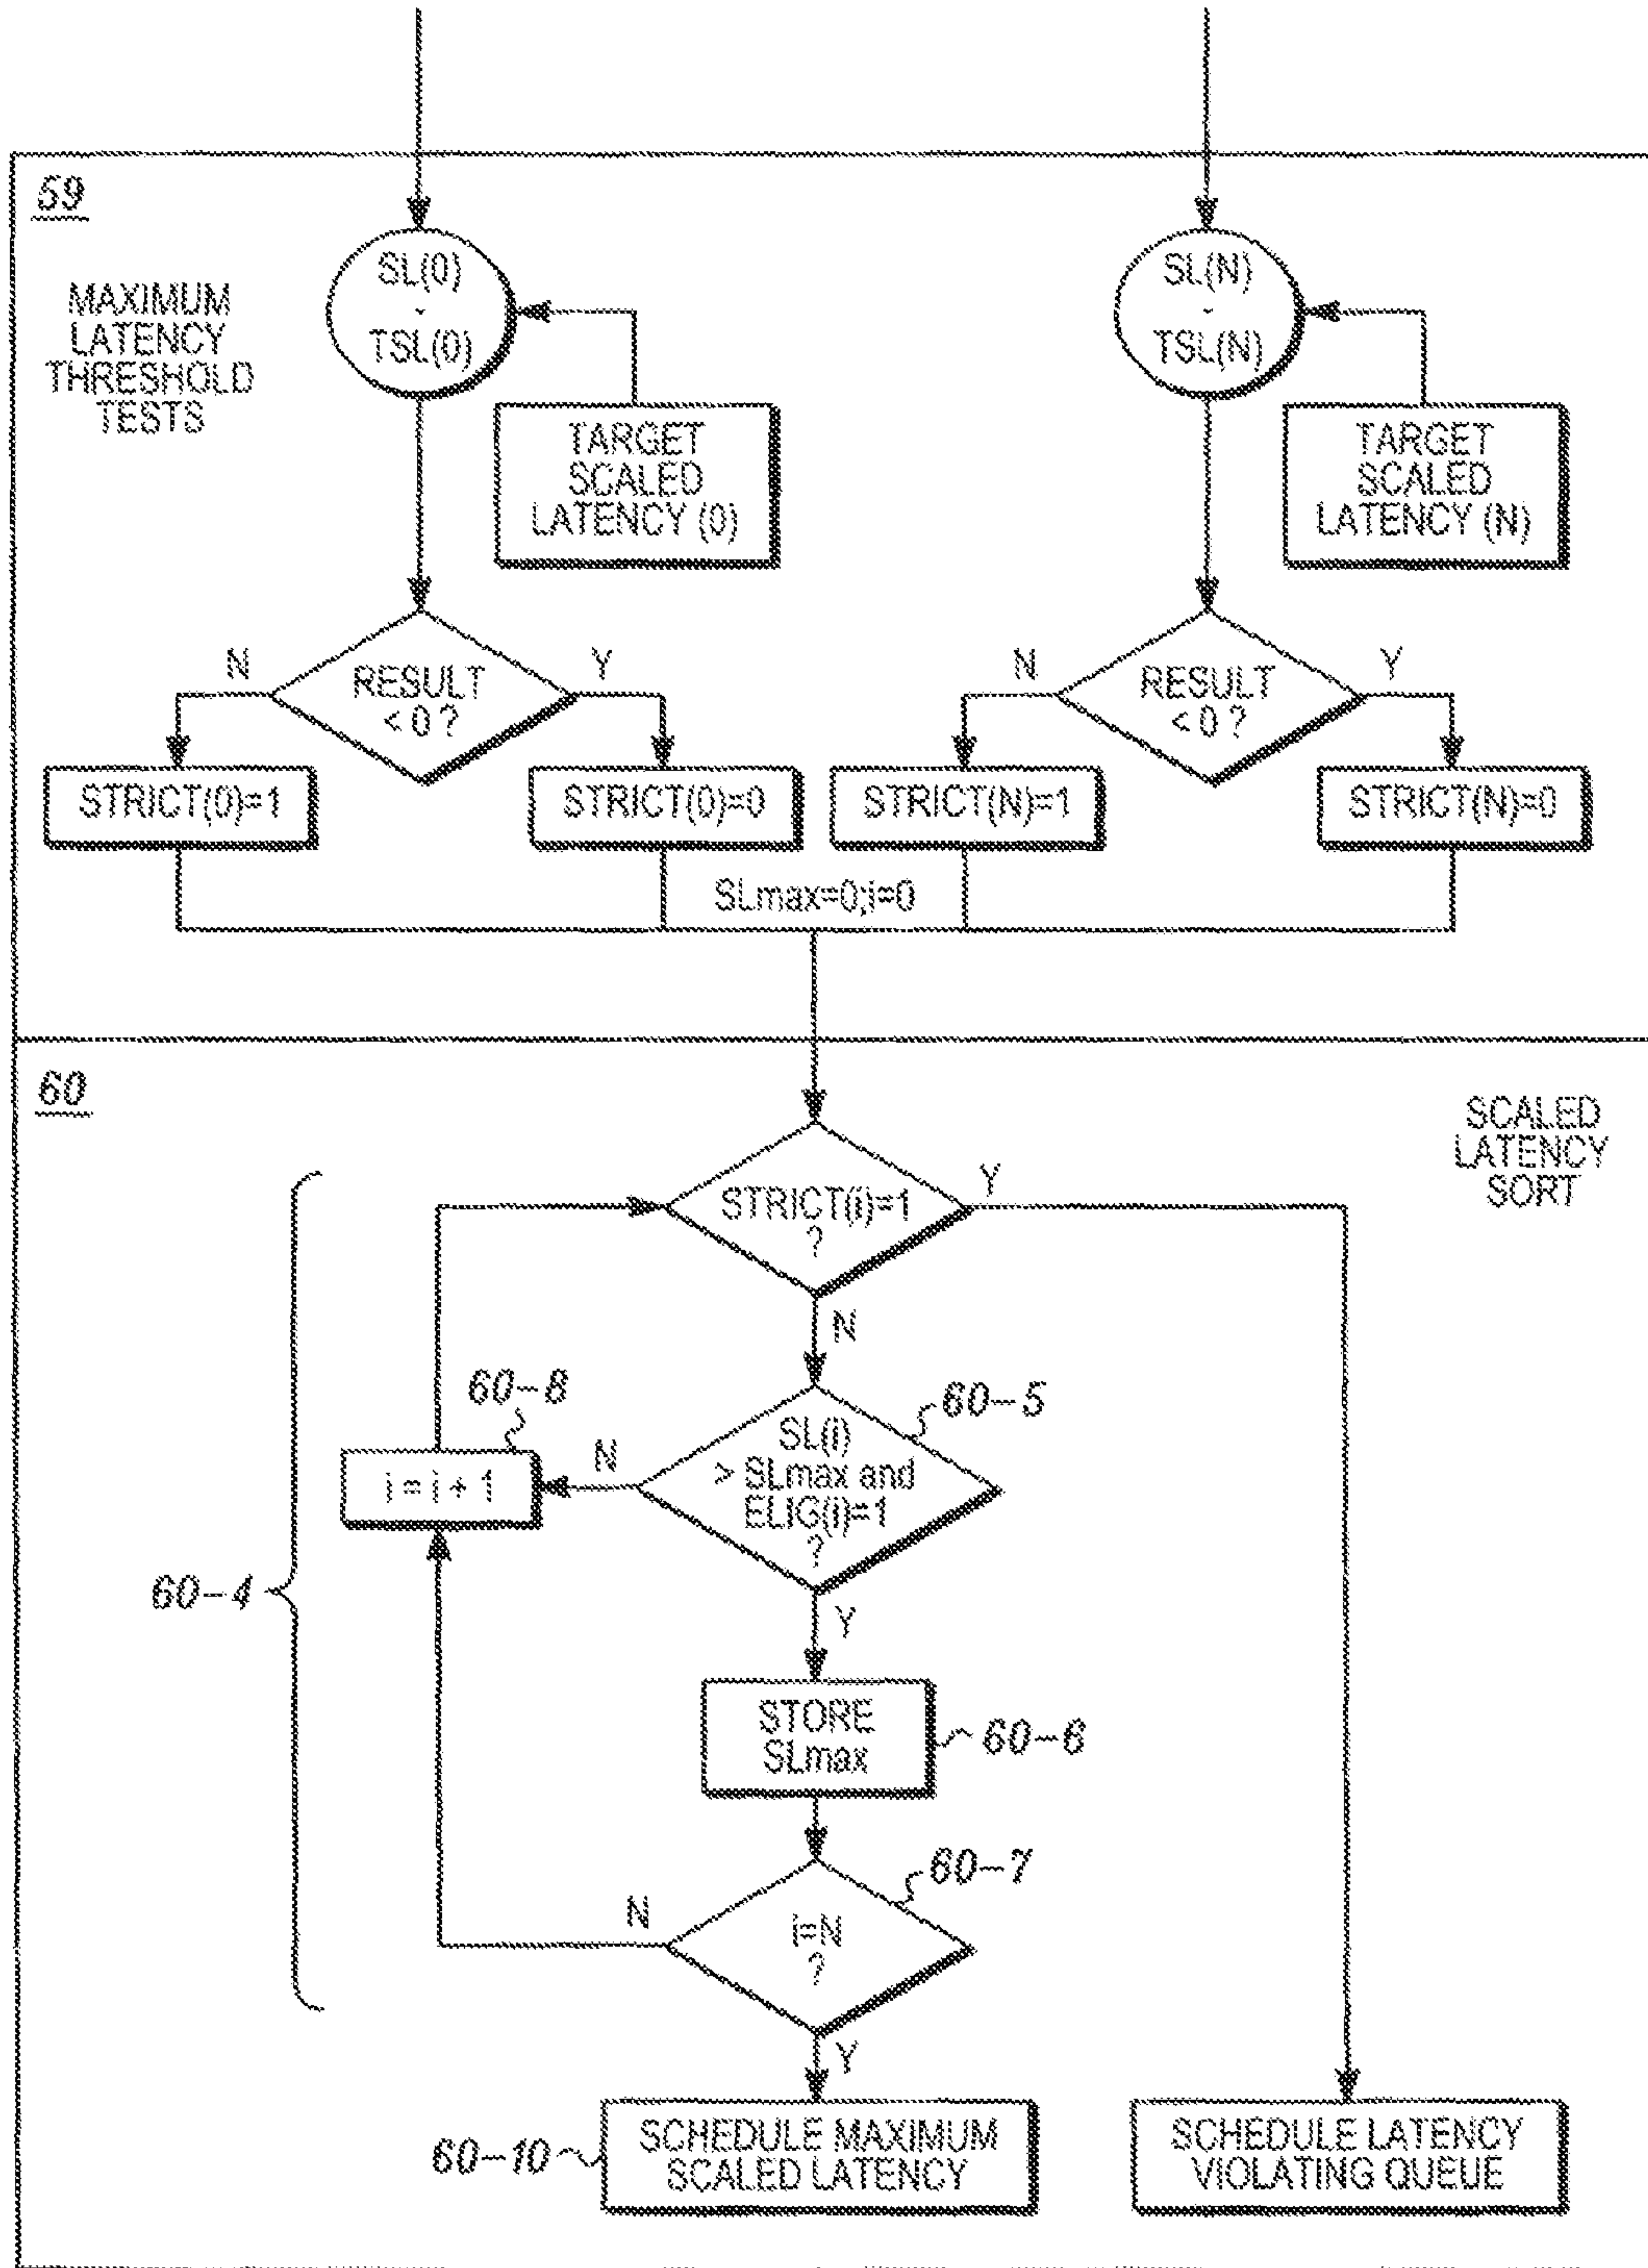 59
MAXIMUM
LATENCY
THRESHOLD
TESTS
SL(0)
-
TSL(0)
TARGET
SCALED
LATENCY (0)
SL(N)
-
TSL(N)
TARGET
SCALED
LATENCY (N)
N
RESULT
< 0 ?
Y
N
RESULT
< 0 ?
Y
STRICT(0)=1
STRICT(0)=0
STRICT(N)=1
STRICT(N)=0
SLmax=0;i=0
60
SCALED
LATENCY
SORT
STRICT(i)=1
?
Y
N
60-8
60-5
i = i + 1
N
SL(i)
> SLmax and
ELIG(i)=1
?
60-4
Y
STORE
SLmax
60-6
60-7
N
i=N
?
Y
60-10
SCHEDULE MAXIMUM
SCALED LATENCY
SCHEDULE LATENCY
VIOLATING QUEUE